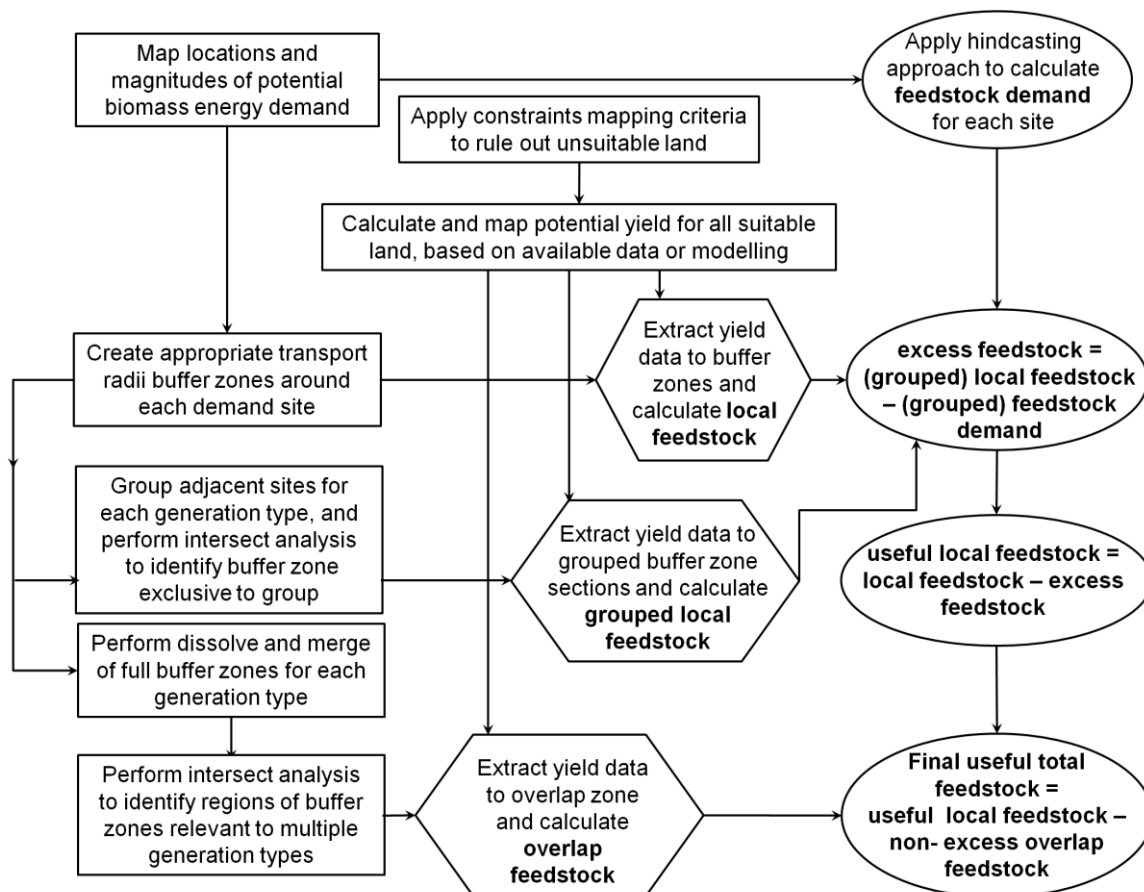 Map locations and
magnitudes of potential
biomass energy demand
Apply hindcasting
approach to calculate
feedstock demand
for each site
Apply constraints mapping criteria
to rule out unsuitable land
Calculate and map potential yield for all suitable
land, based on available data or modelling
Create appropriate transport
radii buffer zones around
each demand site
Extract yield
data to buffer
zones and
calculate local
feedstock
excess feedstock =
(grouped) local feedstock
– (grouped) feedstock
demand
Group adjacent sites for
each generation type, and
perform intersect analysis
to identify buffer zone
exclusive to group
Extract yield data to
grouped buffer zone
sections and calculate
grouped local
feedstock
useful local feedstock =
local feedstock – excess
feedstock
Perform dissolve and merge
of full buffer zones for each
generation type
Perform intersect analysis
to identify regions of buffer
zones relevant to multiple
generation types
Extract yield data
to overlap zone
and calculate
overlap
feedstock
Final useful total
feedstock =
useful local feedstock –
non- excess overlap
feedstock